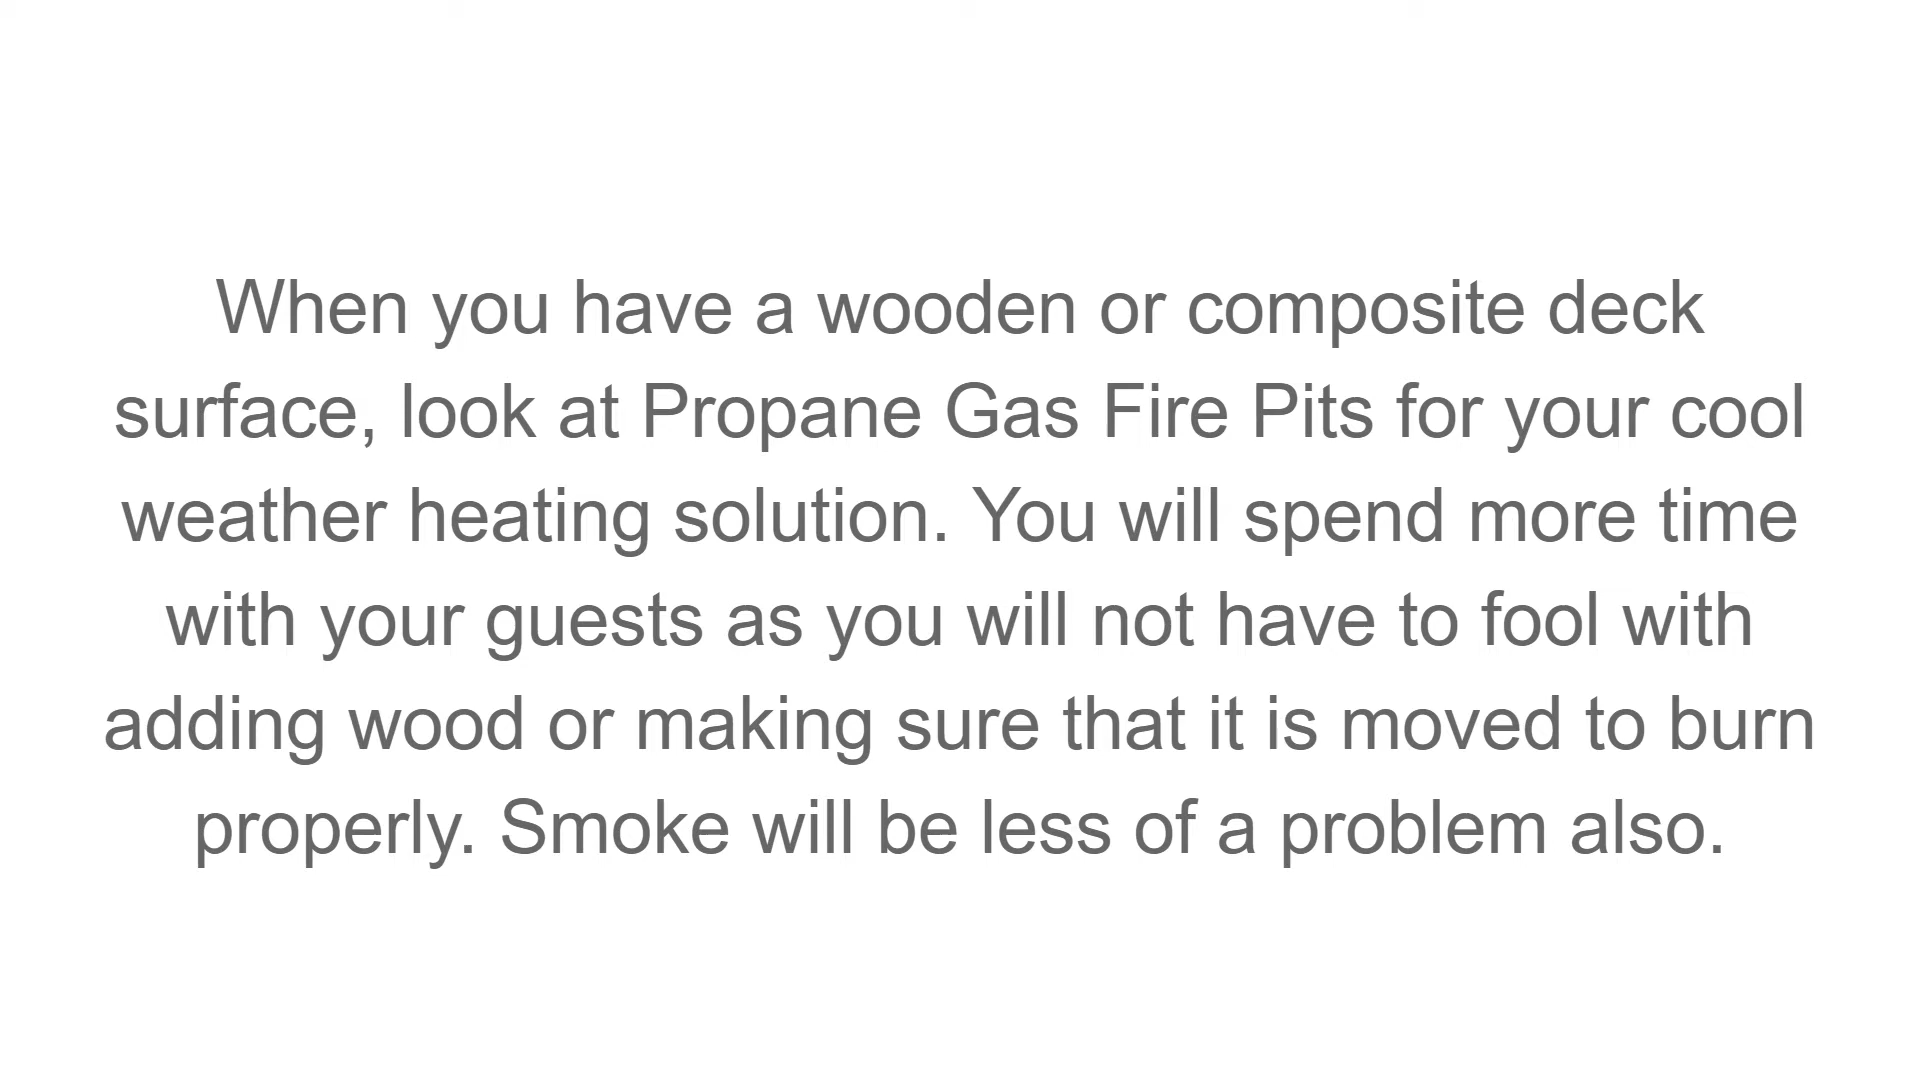 When you have a wooden or composite deck
surface, look at Propane Gas Fire Pits for your cool
weather heating solution. You will spend more time
with your guests as you will not have to fool with
adding wood or making sure that it is moved to burn
properly. Smoke will be less of a problem also.